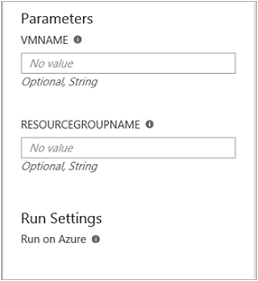 Parameters
VMNAME
No value
Optional, String
RESOURCEGROUPNAME
No value
Optional, String
Run Settings
Run on Azure